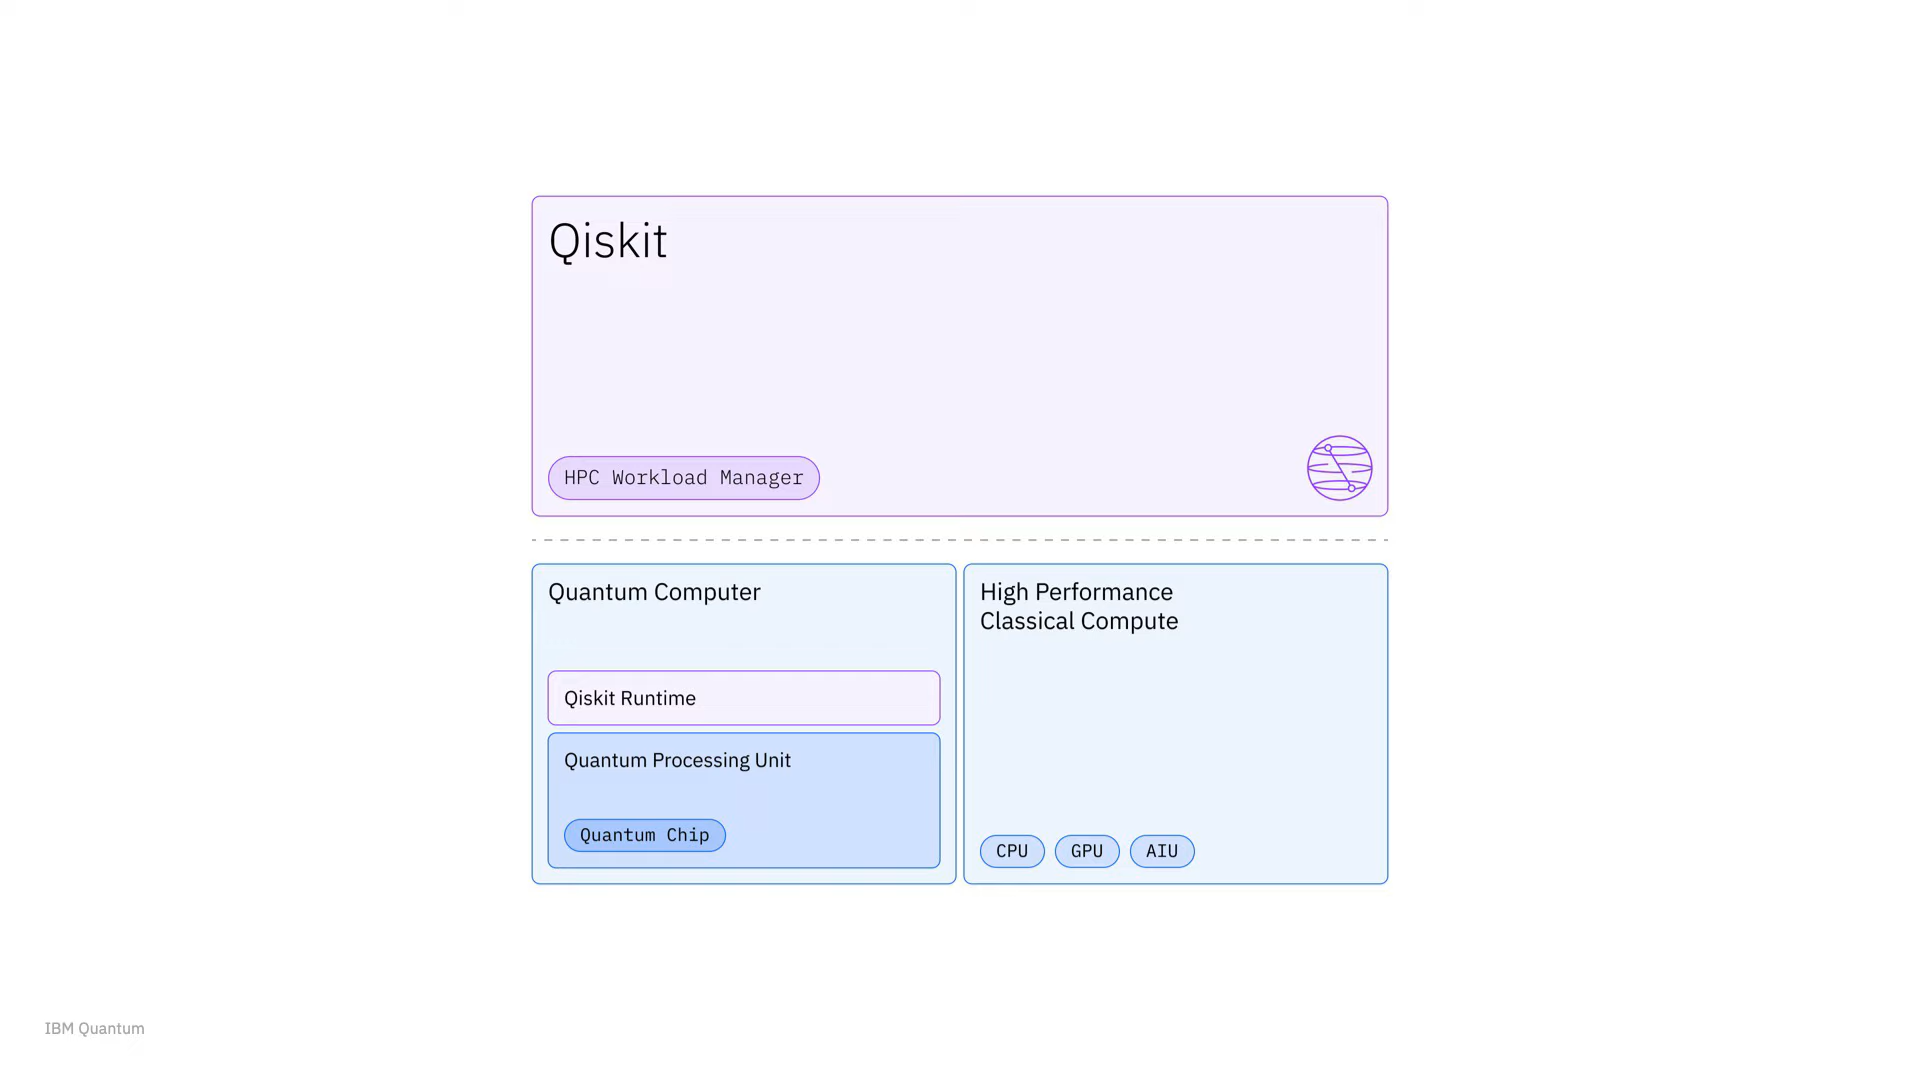 Qiskit
HPC Workload Manager
Quantum Computer
Qiskit Runtime
Quantum Processing Unit
Quantum Chip
High Performance
Classical Compute
CPU
GPU
AIU
IBM Quantum